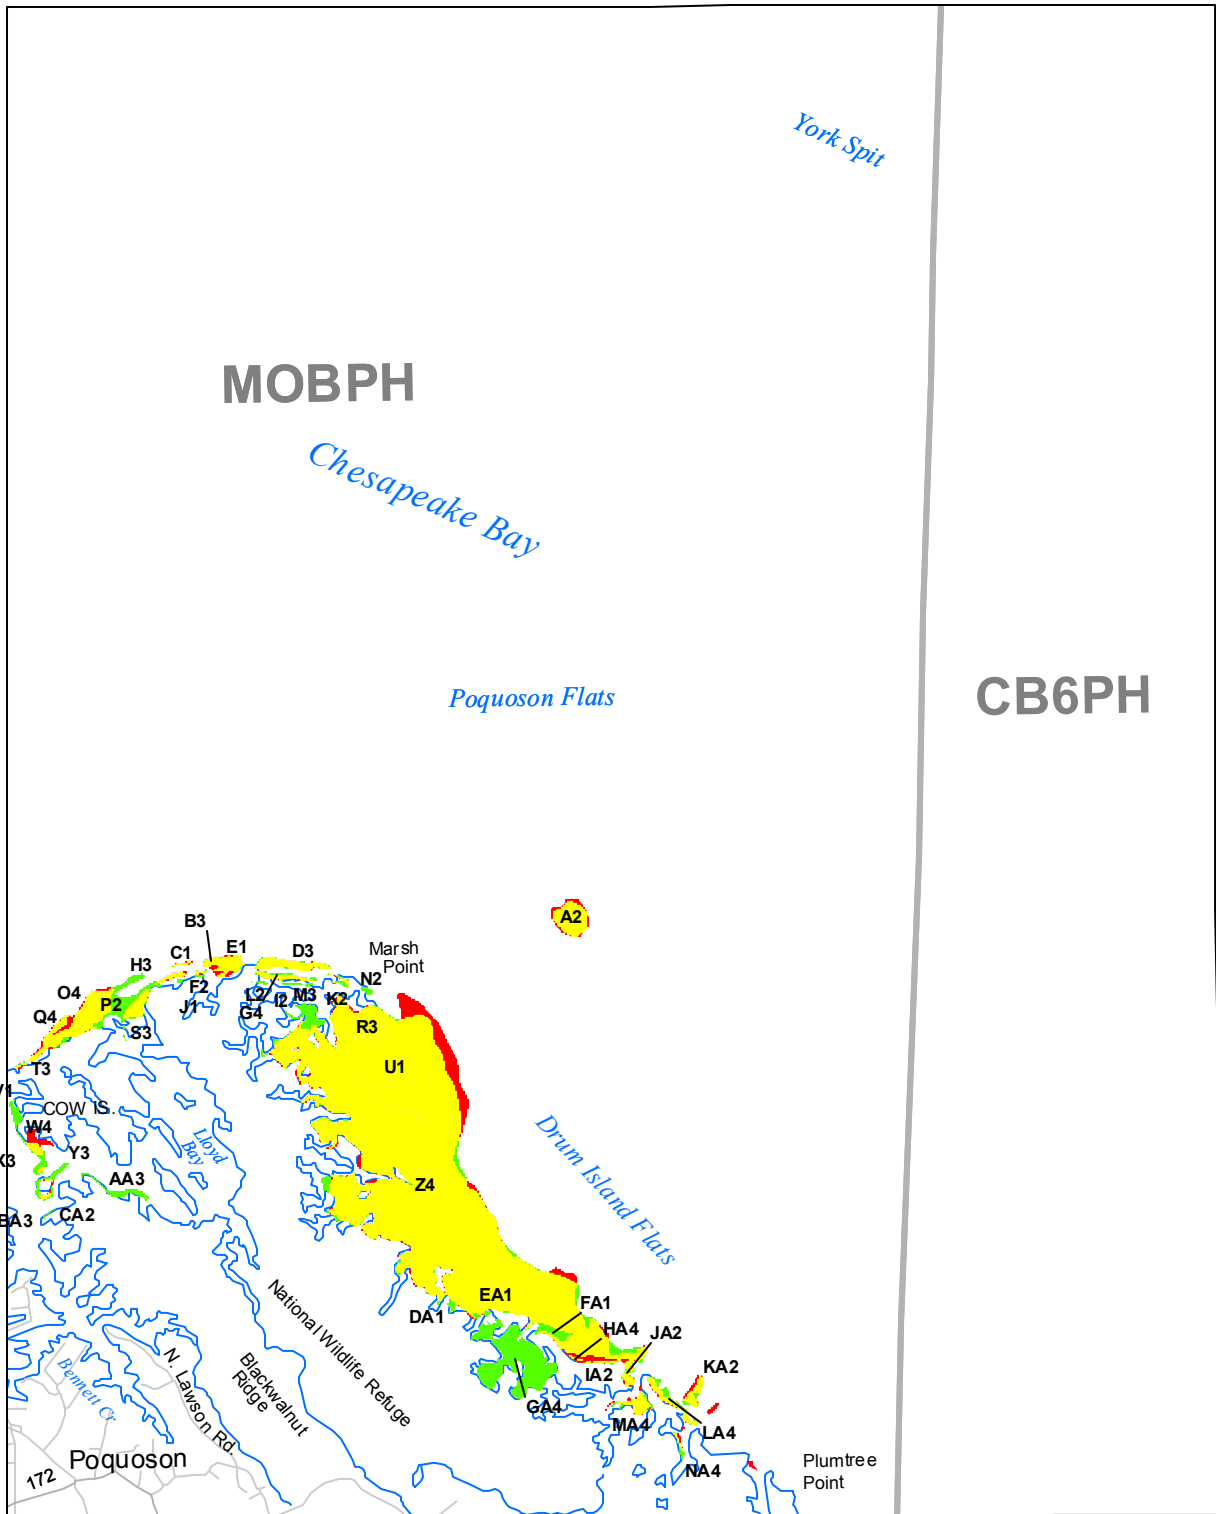 York Spit
MOBPH
Chesapeake Bay
CB6PH
Poquoson Flats
A2
B3
C1
E1
D3
Marsh
Point
H3
N2
O4
F2
L2
I2
M3
K2
P2
J1
G4
Q4
S3
R3
T3
U1
COW IS.
W4
Lloyd
Bay
Drum Island Flats
Y3
AA3
Z4
CA2
BA3
EA1
National Wildlife Refuge
DA1
FA1
HA4
JA2
N. Lawson Rd.
Blackwalnut
Ridge
Bennett Cr
IA2
KA2
GA4
MA4
LA4
Poquoson
172
NA4
Plumtree
Point